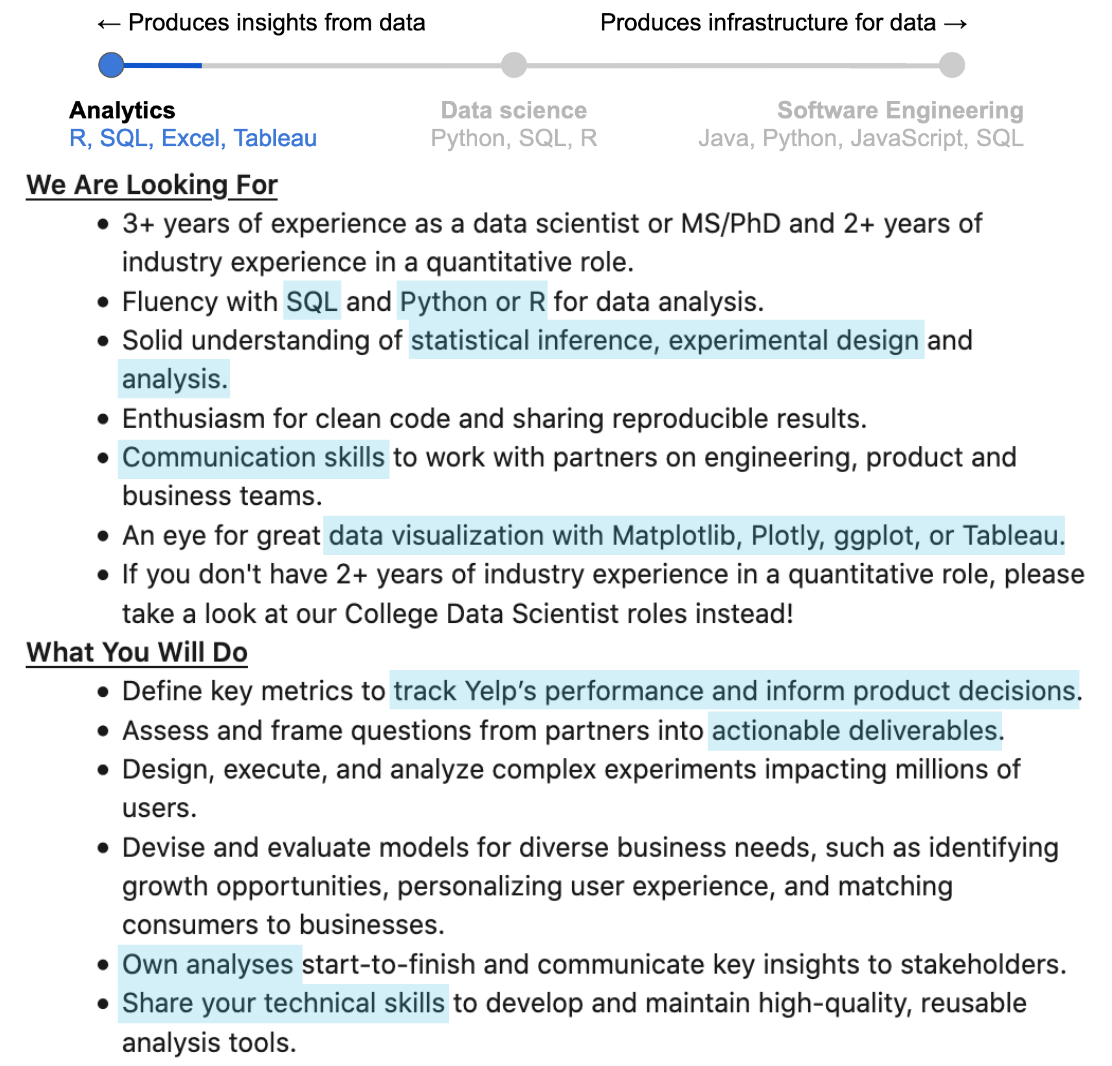 ← Produces insights from data Produces infrastructure for data →
Analytics Data science Software Engineering
R, SQL, Excel, Tableau Python, SQL, R Java, Python, JavaScript, SQL
We Are Looking For
• 3+ years of experience as a data scientist or MS/PhD and 2+ years of
industry experience in a quantitative role.
• Fluency with SQL and Python or R for data analysis.
• Solid understanding of statistical inference, experimental design and
analysis.
• Enthusiasm for clean code and sharing reproducible results.
• Communication skills to work with partners on engineering, product and
business teams.
• An eye for great data visualization with Matplotlib, Plotly, ggplot, or Tableau.
• If you don't have 2+ years of industry experience in a quantitative role, please
take a look at our College Data Scientist roles instead!
What You Will Do
• Define key metrics to track Yelp’s performance and inform product decisions.
• Assess and frame questions from partners into actionable deliverables.
• Design, execute, and analyze complex experiments impacting millions of
users.
• Devise and evaluate models for diverse business needs, such as identifying
growth opportunities, personalizing user experience, and matching
consumers to businesses.
• Own analyses start-to-finish and communicate key insights to stakeholders.
• Share your technical skills to develop and maintain high-quality, reusable
analysis tools.